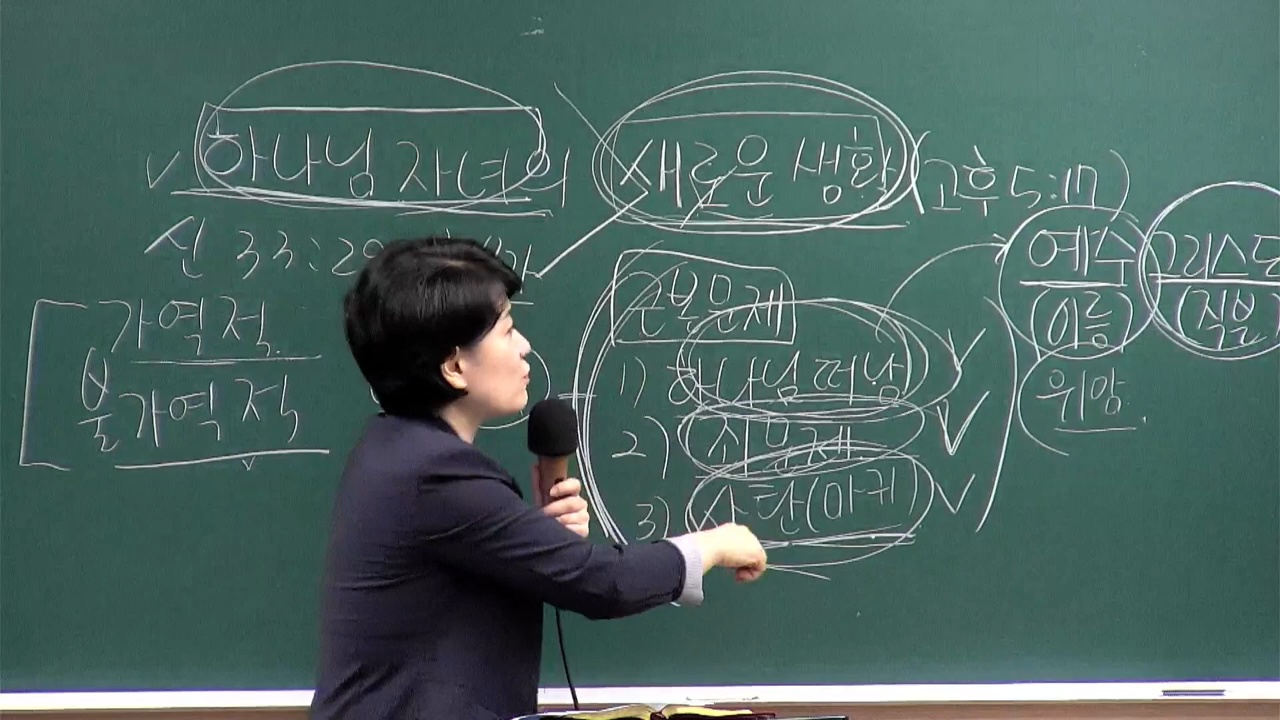 하나님 자녀의 새로운 생활 (고후 5:17)
신 33:29
가역적
불가역적
근본문제
1) 하나님 떠남
2) 죄문제
3) 사단(마귀)
예수
(이름)
위암
그리스도
(직분)